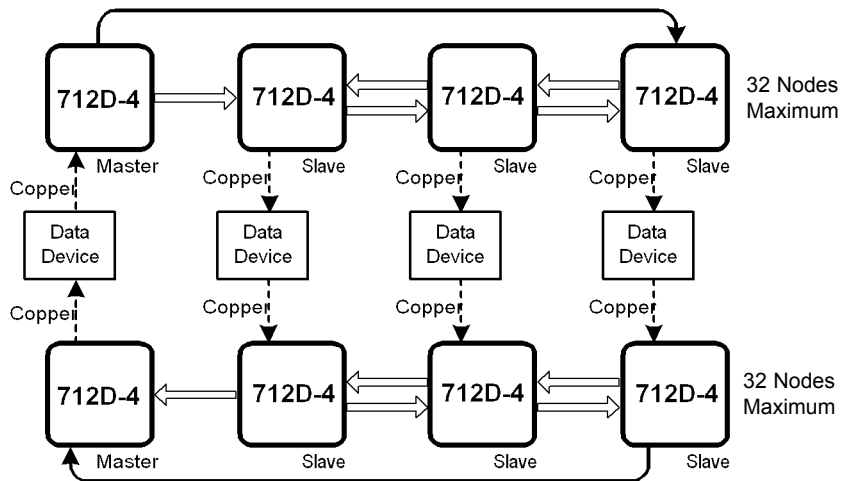 712D-4 712D-4 712D-4 712D-4
32 Nodes
Maximum
Master Slave Slave Slave
Copper Copper Copper Copper
Data Device
Data Device
Data Device
Data Device
Copper Copper Copper Copper
712D-4 712D-4 712D-4 712D-4
32 Nodes
Maximum
Master Slave Slave Slave